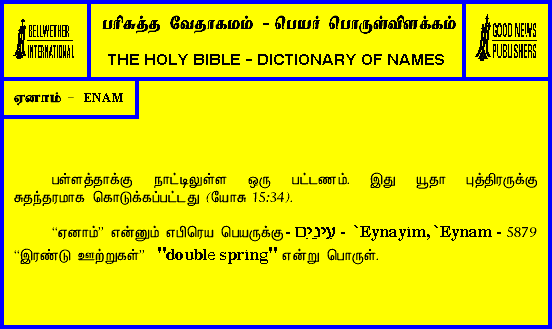 BELLWETHER
INTERNATIONAL
பரிசுத்த வேதாகமம் - பெயர் பொருள்விளக்கம்
THE HOLY BIBLE - DICTIONARY OF NAMES
GOOD NEWS
PUBLISHERS
ஏனாம் - ENAM
பள்ளத்தாக்கு நாட்டிலுள்ள ஒரு பட்டணம். இது யூதா புத்திரருக்கு
சுதந்தரமாக கொடுக்கப்பட்டது (யோசு 15:34).
“ஏனாம்” என்னும் எபிரெய பெயருக்கு - עֵינַיִם - `Eynayim, `Eynam - 5879
“இரண்டு ஊற்றுகள்” "double spring" என்று பொருள்.